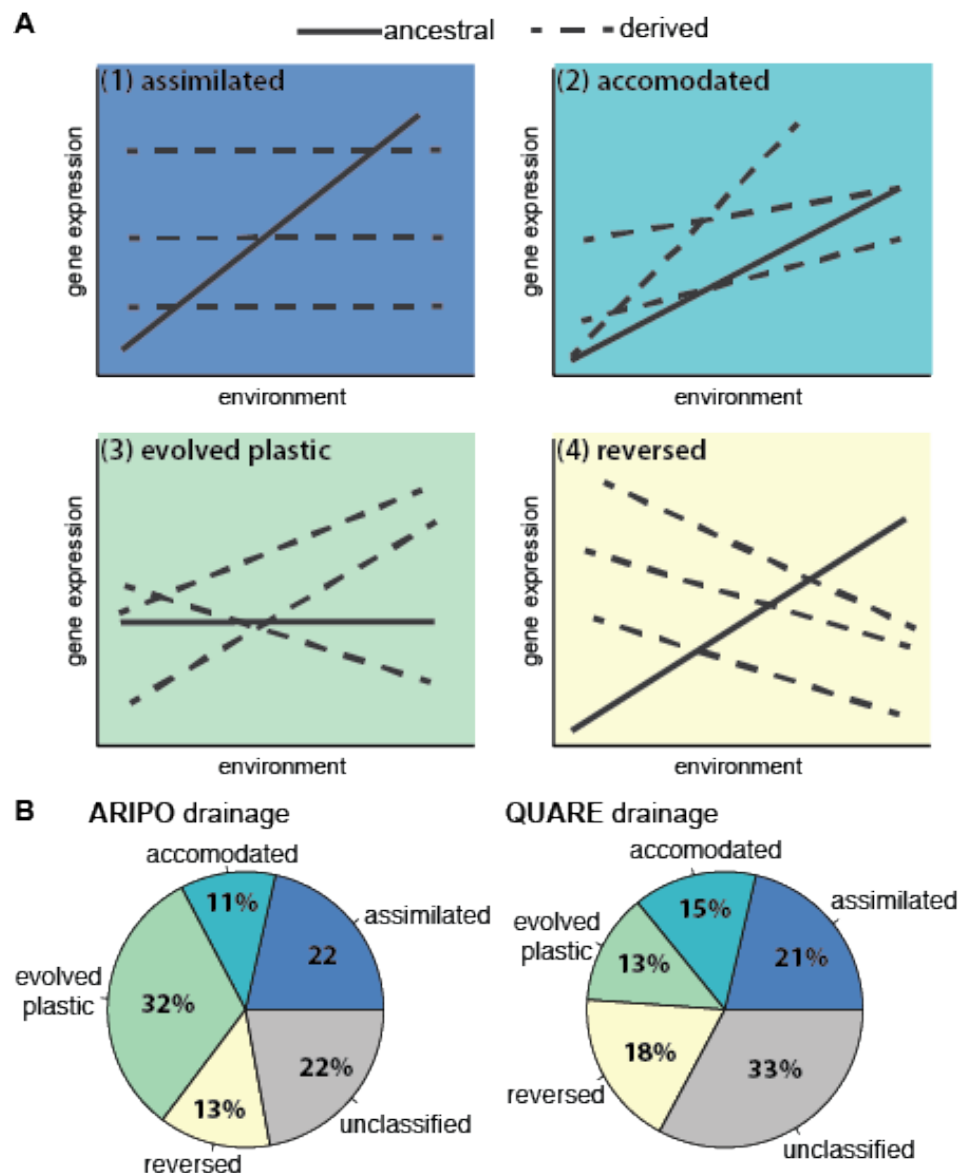 A
ancestral
derived
(1) assimilated
gene expression
environment
(2) accomodated
gene expression
environment
(3) evolved plastic
gene expression
environment
(4) reversed
gene expression
environment
B
ARIPO drainage
accomodated
11%
assimilated
22
evolved
plastic
32%
22%
unclassified
13%
reversed
QUARE drainage
accomodated
15%
assimilated
21%
evolved
plastic
13%
18%
reversed
33%
unclassified